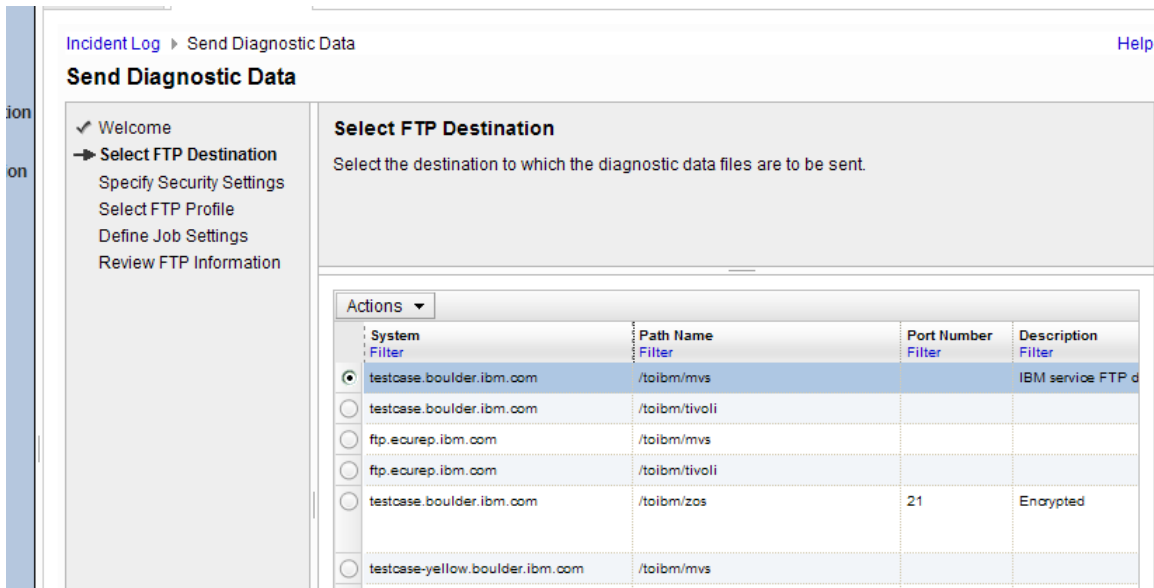 Incident Log ▶ Send Diagnostic Data
Help
Send Diagnostic Data
tion
on
Welcome
Select FTP Destination
Specify Security Settings
Select FTP Profile
Define Job Settings
Review FTP Information
Select FTP Destination
Select the destination to which the diagnostic data files are to be sent.
Actions
System Path Name Port Number Description
Filter Filter Filter Filter
testcase.boulder.ibm.com /toibm/mvs IBM service FTP d
testcase.boulder.ibm.com /toibm/tivoli
ftp.ecurep.ibm.com /toibm/mvs
ftp.ecurep.ibm.com /toibm/tivoli
testcase.boulder.ibm.com /toibm/zos 21 Encrypted
testcase-yellow.boulder.ibm.com /toibm/mvs